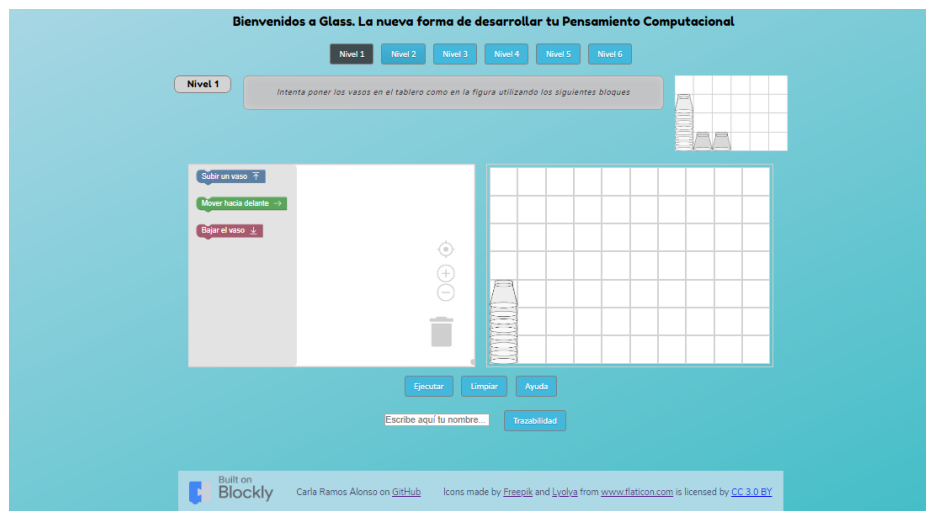 Bienvenidos a Glass. La nueva forma de desarrollar tu Pensamiento Computacional
Nivel 1 Nivel 2 Nivel 3 Nivel 4 Nivel 5 Nivel 6
Nivel 1
Intenta poner los vasos en el tablero como en la figura utilizando los siguientes bloques
Subir un vaso
Mover hacia delante
Bajar el vaso
Ejecutar Limpiar Ayuda
Escribe aquí tu nombre... Trazabilidad
Built on
Blockly
Carla Ramos Alonso on GitHub Icons made by Freepik and Lyolya from www.flaticon.com is licensed by CC 3.0 BY